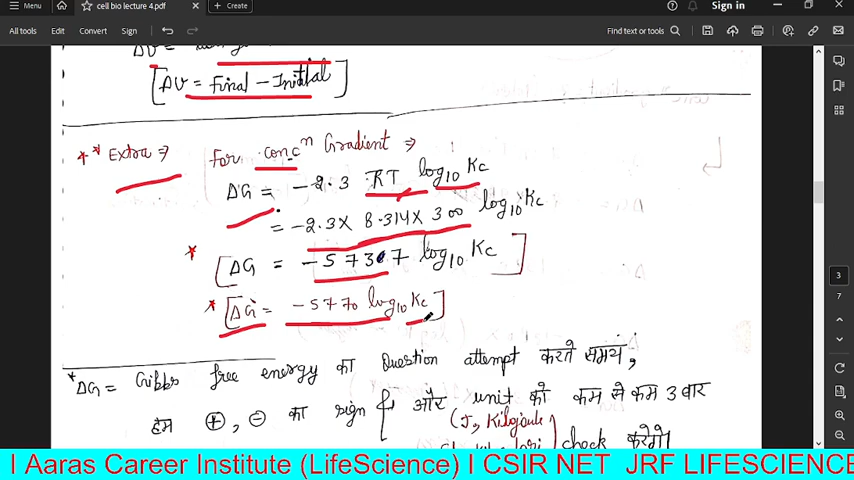 Menu
cell bio lecture 4.pdf
Create
Sign in
All tools Edit Convert Sign
Find text or tools
ΔV =
[ΔV = Final - Initial]
** Extra ⇒ For concⁿ Gradient ⇒
ΔG = -2.3 RT log₁₀ Kc
= -2.3 x 8.314 x 300 log₁₀ Kc
* [ΔG = -57307 log₁₀ Kc]
* [ΔG = -5770 log₁₀ Kc]
*ΔG = Gibbs free energy का Question attempt करते समय,
हम ⊕, ⊖ का sign { और unit को कम से कम 3 बार
(J, Kilojoule
check करेगे।
3
7
I Aaras Career Institute (LifeScience) I CSIR NET JRF LIFESCIENCE